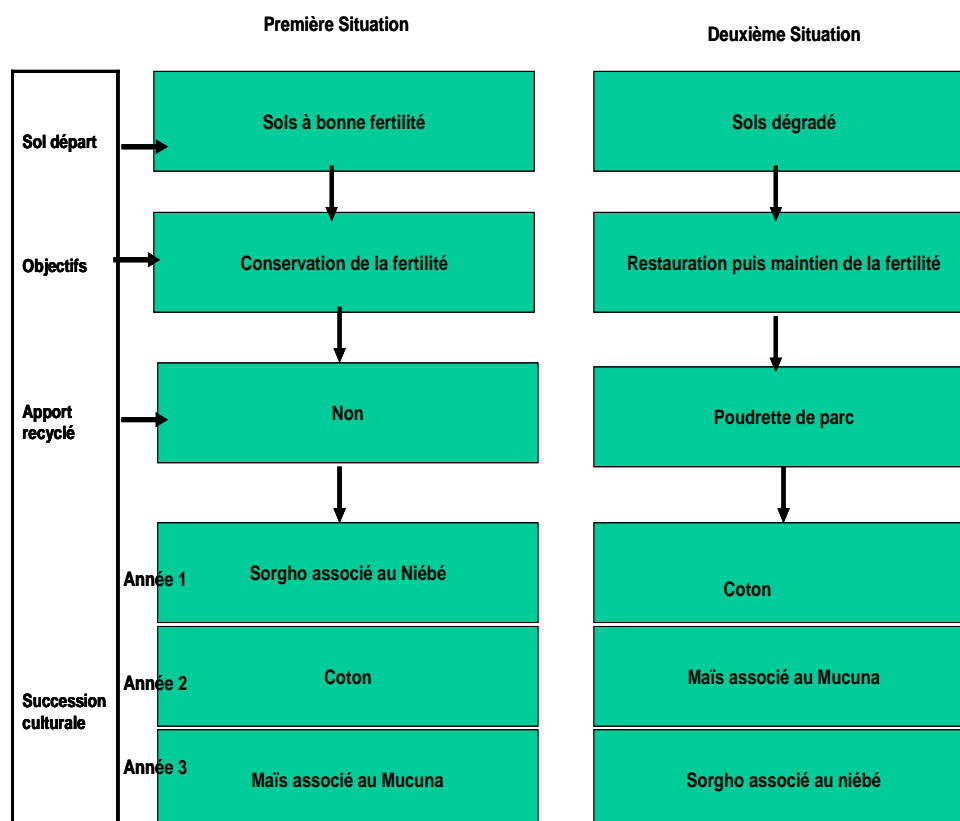 Première Situation
Deuxième Situation
Sol départ
Sols à bonne fertilité
Sols dégradé
Objectifs
Conservation de la fertilité
Restauration puis maintien de la fertilité
Apport
recyclé
Non
Poudrette de parc
Succession
culturale
Année 1
Sorgho associé au Niébé
Coton
Année 2
Coton
Maïs associé au Mucuna
Année 3
Maïs associé au Mucuna
Sorgho associé au niébé